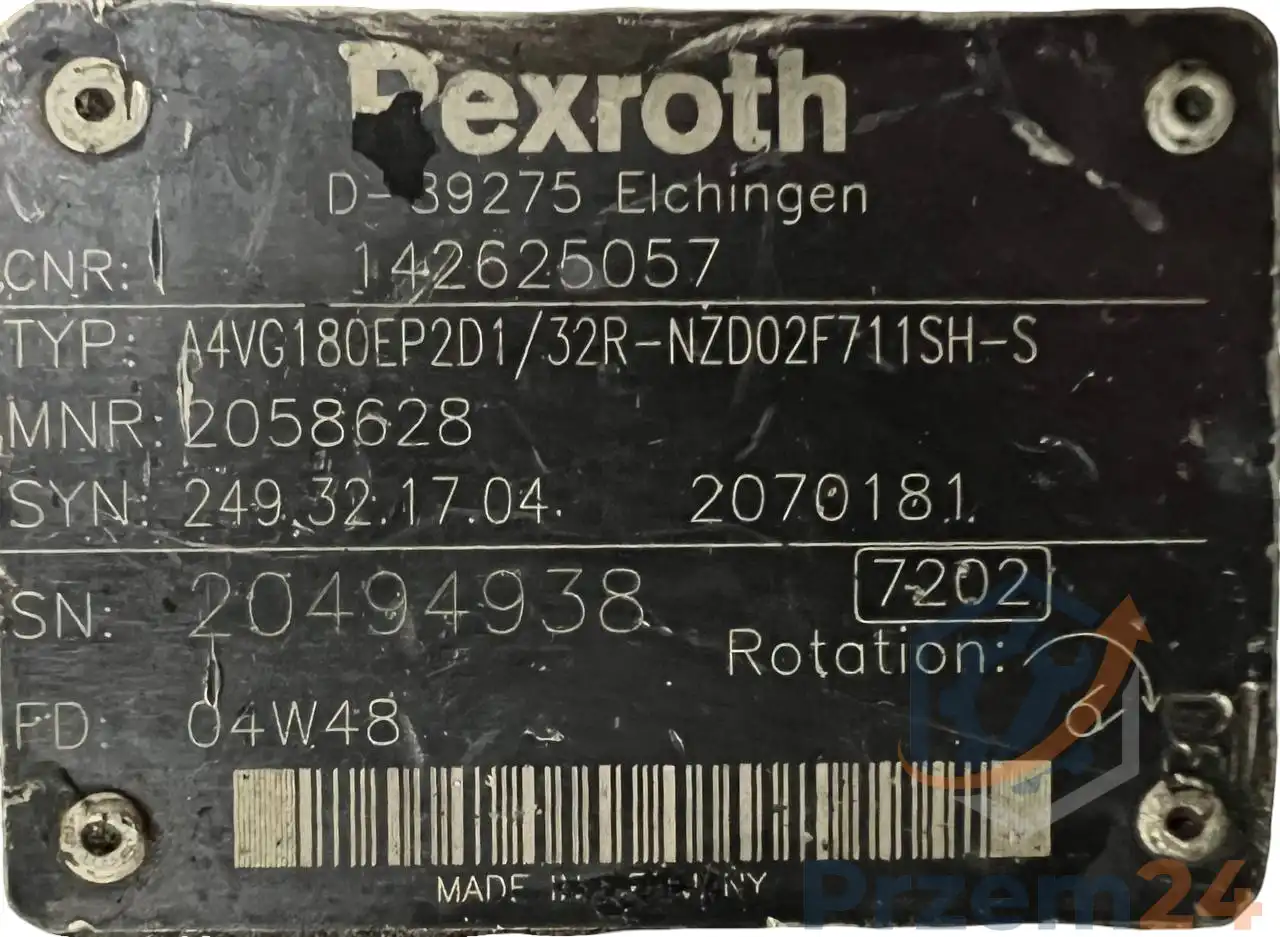 Rexroth
D-89275 Elchingen
CNR: 142625057
TYP: A4VG180EP2D1/32R-NZD02F711SH-S
MNR: 2058628
SYN: 249.32.17.04. 2070181
SN: 20494938 7202
Rotation:
FD: 04W48
MADE IN GERMANY
Przem24